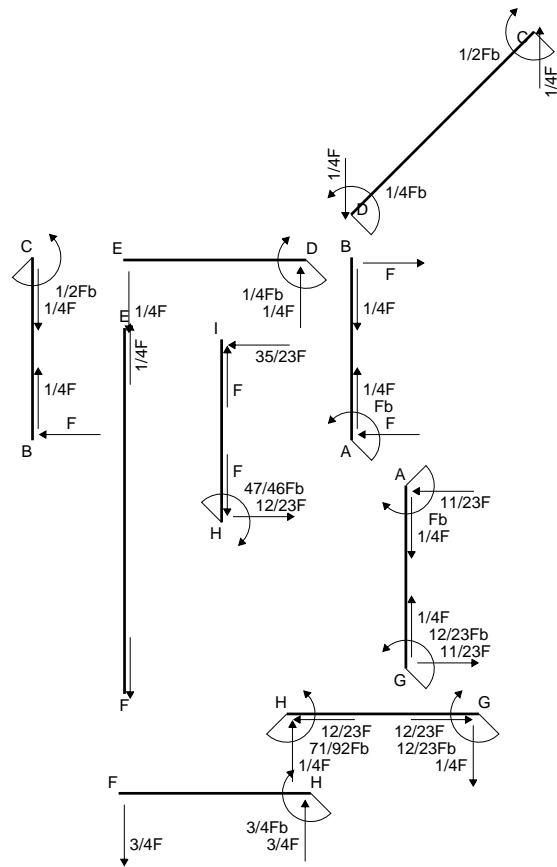 C
1/2Fb
1/4F
1/4F
D
1/4Fb
C
1/2Fb
1/4F
1/4F
F
B
E
D
1/4Fb
1/4F
1/4F
B
F
1/4F
1/4F
Fb
F
A
E
1/4F
F
I
35/23F
F
F
47/46Fb
12/23F
H
A
11/23F
Fb
1/4F
1/4F
12/23Fb
11/23F
G
H
G
12/23F
71/92Fb
1/4F
12/23F
12/23Fb
1/4F
F
H
3/4Fb
3/4F
3/4F